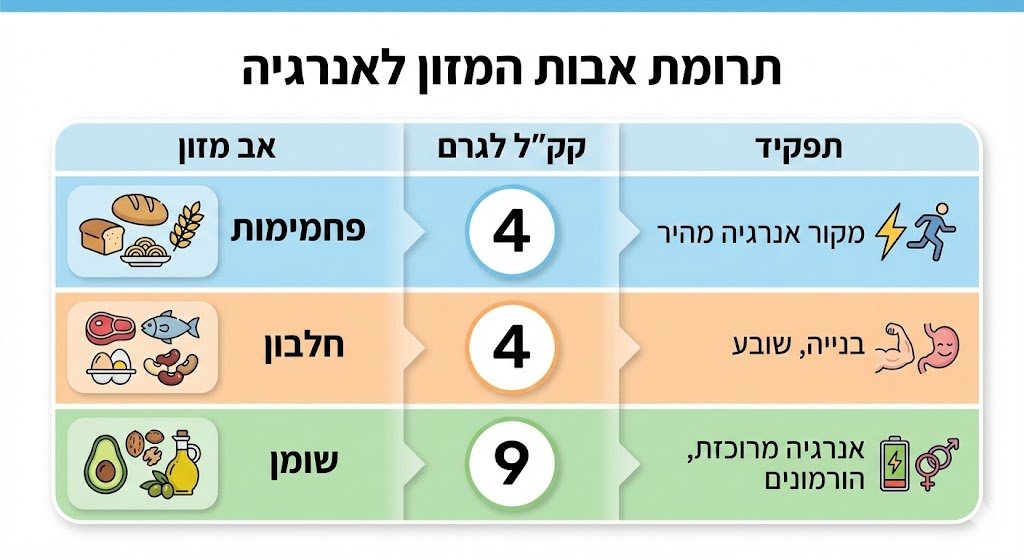 תרומת אבות המזון לאנרגיה
אב מזון
קק״ל לגרם
תפקיד
פחמימות
4
מקור אנרגיה מהיר
חלבון
4
בנייה, שובע
שומן
9
אנרגיה מרוכזת,
הורמונים